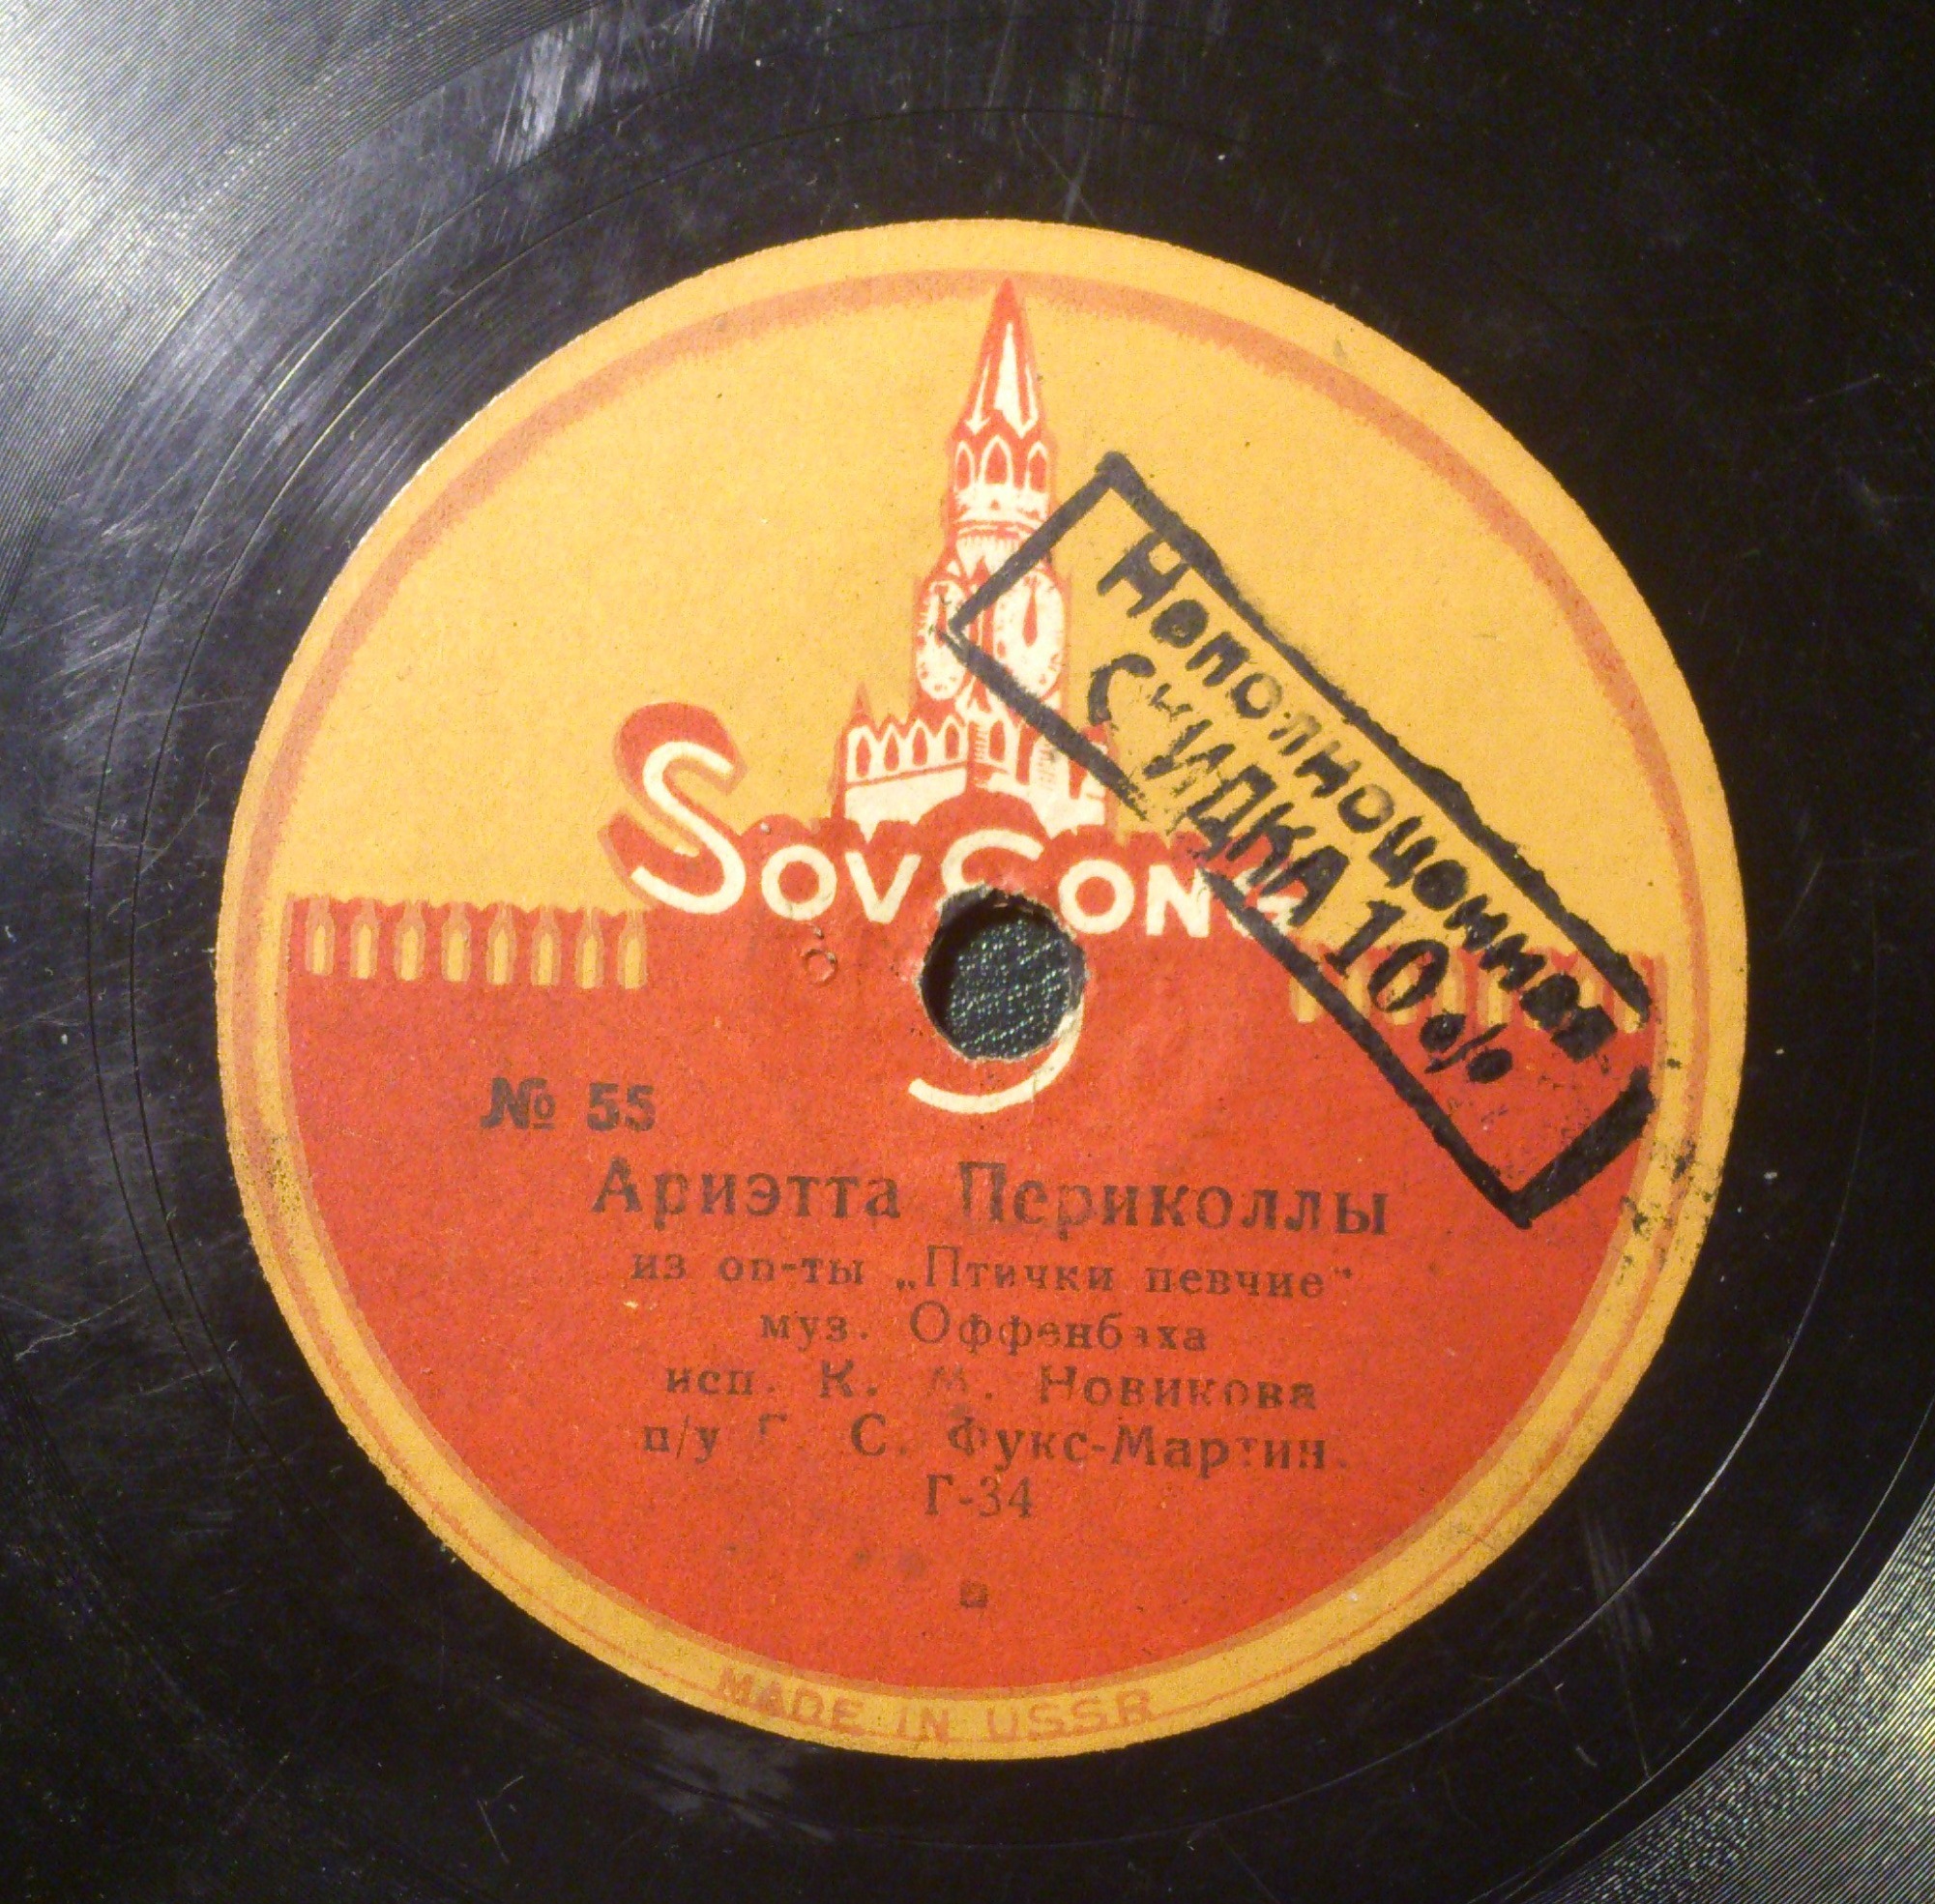 SovSong
Неполноценная
Скидка 10%
№ 55
Ариэтта Периколлы
из оп-ты „Птички певчие“
муз. Оффенбаха
исп. К. М. Новикова
п/у Г С. Фукс-Мартин.
Г-34
MADE IN USSR